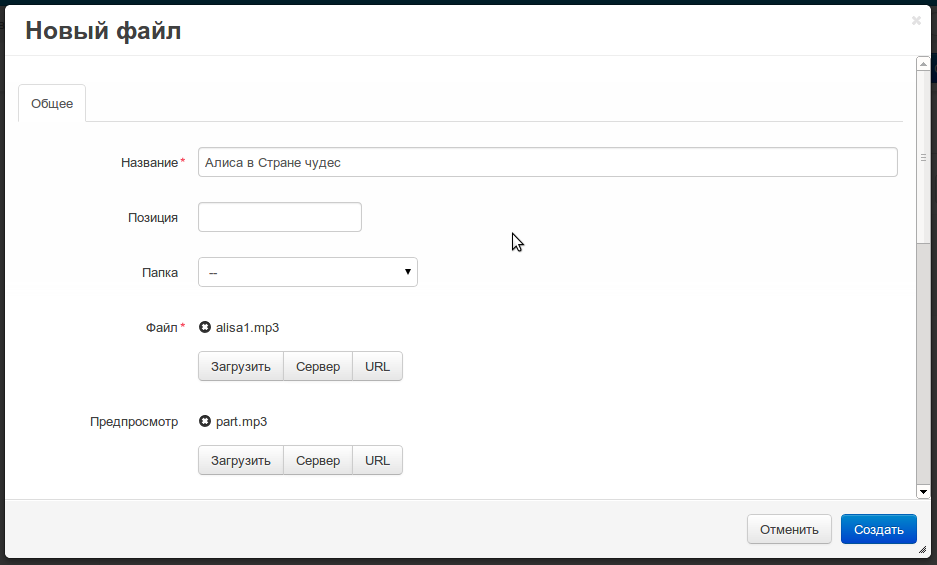 Новый файл
Общее
Название*
Алиса в Стране чудес
Позиция
Папка
--
Файл*
alisa1.mp3
Загрузить Сервер URL
Предпросмотр
part.mp3
Загрузить Сервер URL
Отменить Создать